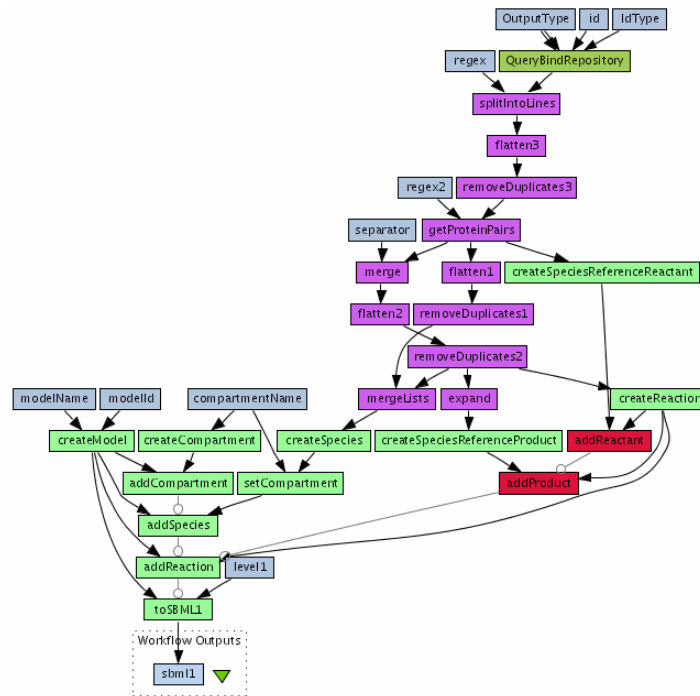 OutputType id IdType
regex QueryBindRepository
splitIntoLines
flatten3
regex2 removeDuplicates3
separator getProteinPairs
merge flatten1 createSpeciesReferenceReactant
flatten2 removeDuplicates1
removeDuplicates2
modelName modelId compartmentName mergeLists expand createReaction
createModel createCompartment createSpecies createSpeciesReferenceProduct addReactant
addCompartment setCompartment addProduct
addSpecies
addReaction level1
toSBML1
Workflow Outputs
sbml1